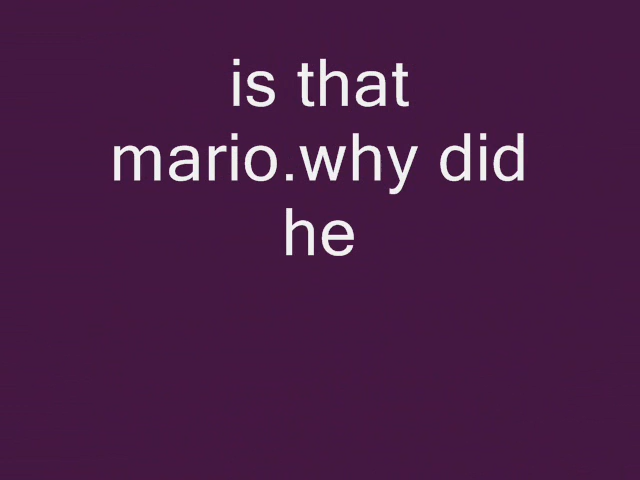 is that
mario.why did
he